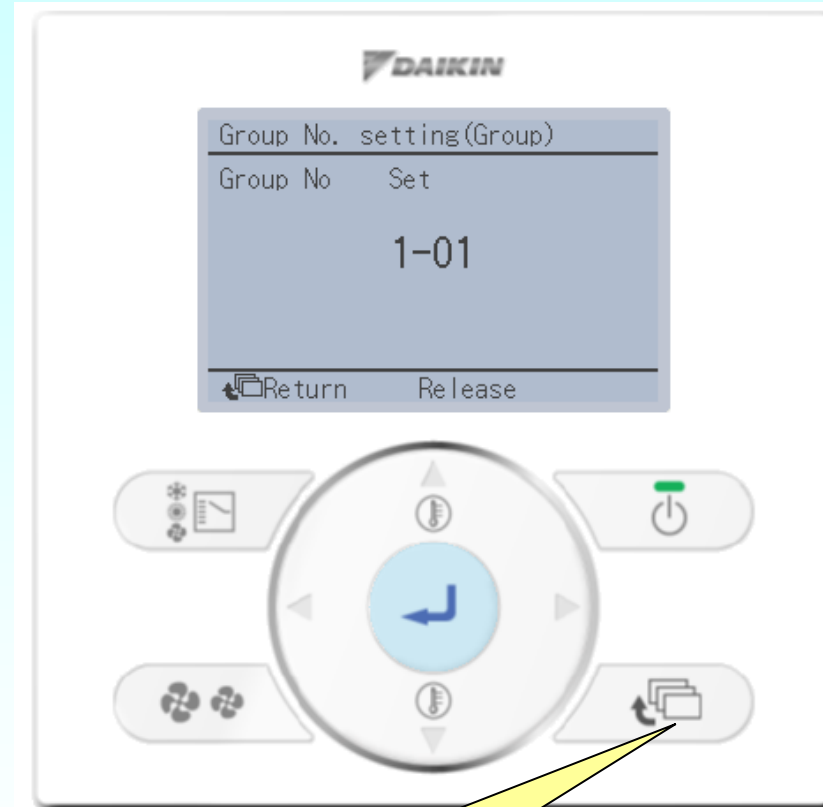 DAIKIN
Group No. setting(Group)
Group No Set
1-01
Return Release